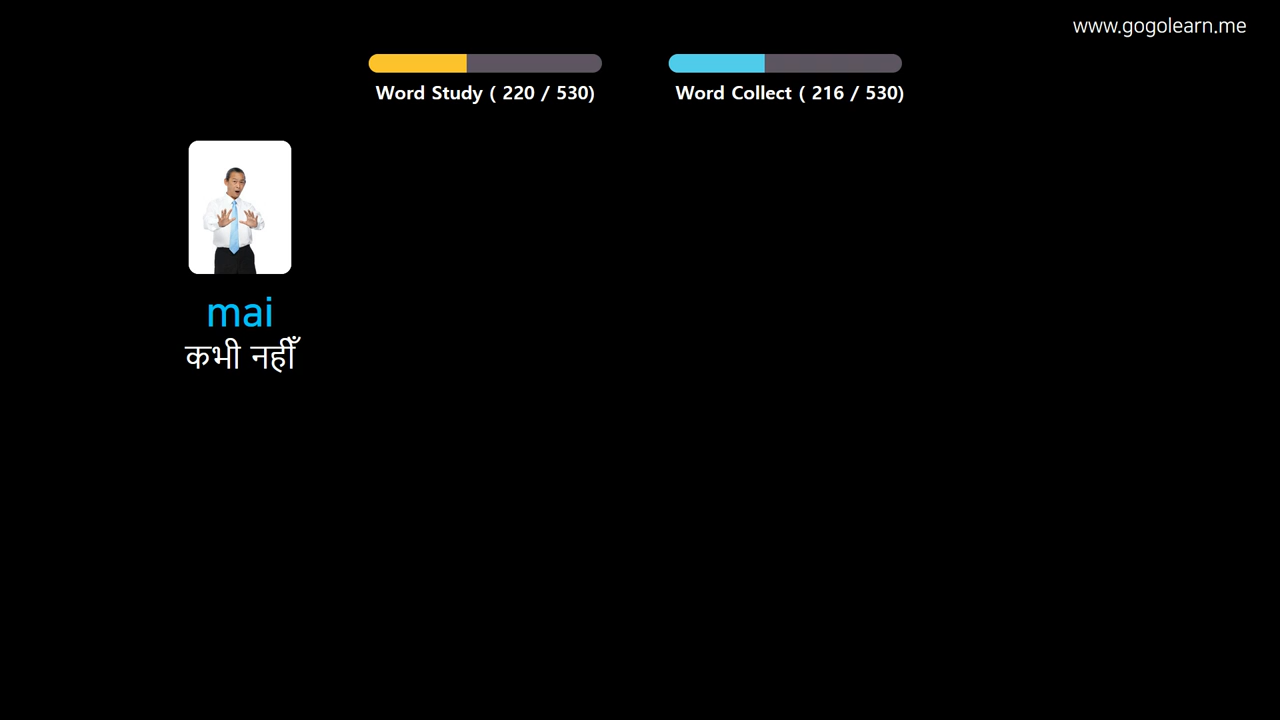 www.gogolearn.me
Word Study ( 220 / 530)
Word Collect ( 216 / 530)
mai
कभी नहीँ